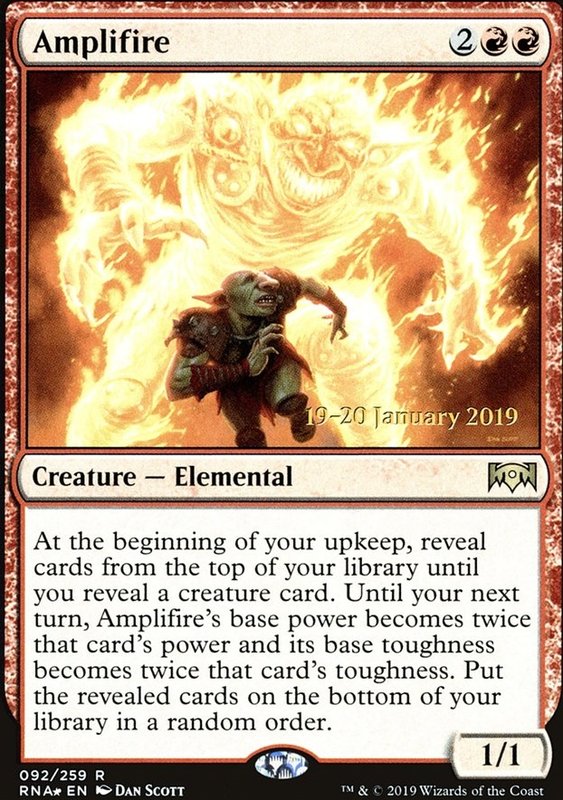 Amplifire 2
19-20 January 2019
DAN SCOTT
Creature — Elemental
At the beginning of your upkeep, reveal
cards from the top of your library until
you reveal a creature card. Until your next
turn, Amplifire's base power becomes twice
that card's power and its base toughness
becomes twice that card's toughness. Put
the revealed cards on the bottom of your
library in a random order.
1/1
092/259 R
RNA★ EN DAN SCOTT
™ & © 2019 Wizards of the Coast